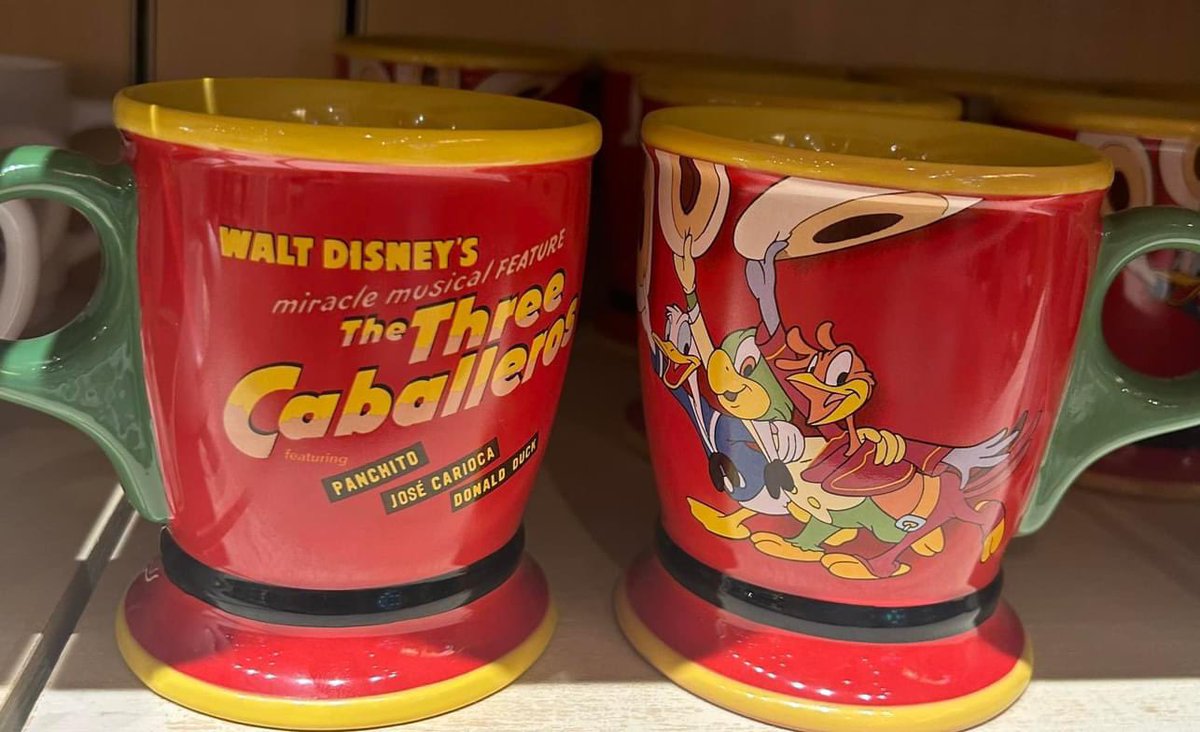 WALT DISNEY'S
miracle musical FEATURE
The Three
Caballeros
featuring
PANCHITO
JOSÉ CARIOCA
DONALD DUCK